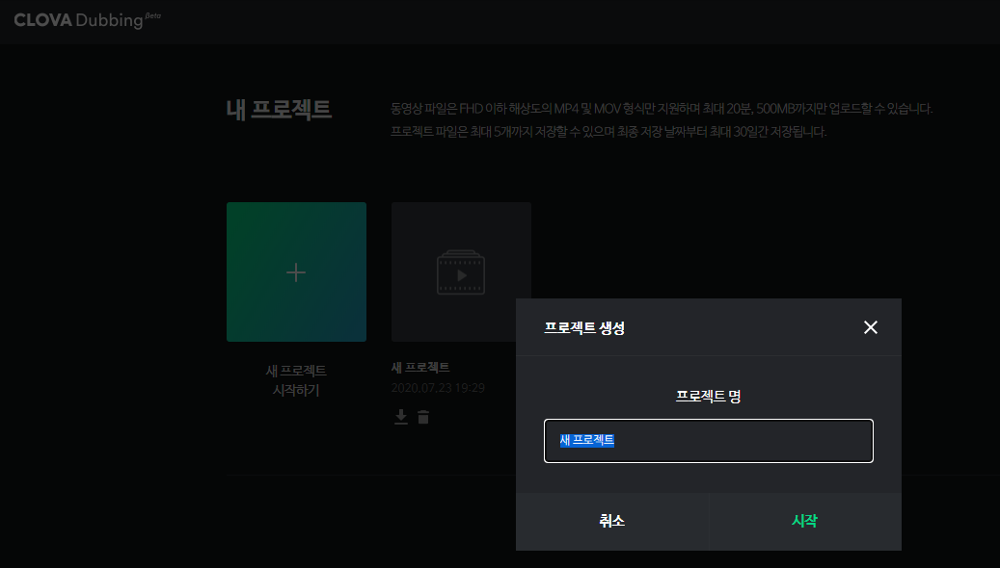 CLOVA Dubbing Beta
내 프로젝트
동영상 파일은 FHD 이하 해상도의 MP4 및 MOV 형식만 지원하며 최대 20분, 500MB까지만 업로드할 수 있습니다.
프로젝트 파일은 최대 5개까지 저장할 수 있으며 최종 저장 날짜부터 최대 30일간 저장됩니다.
새 프로젝트
시작하기
새 프로젝트
2020.07.23 19:29
프로젝트 생성
프로젝트 명
새 프로젝트
취소
시작